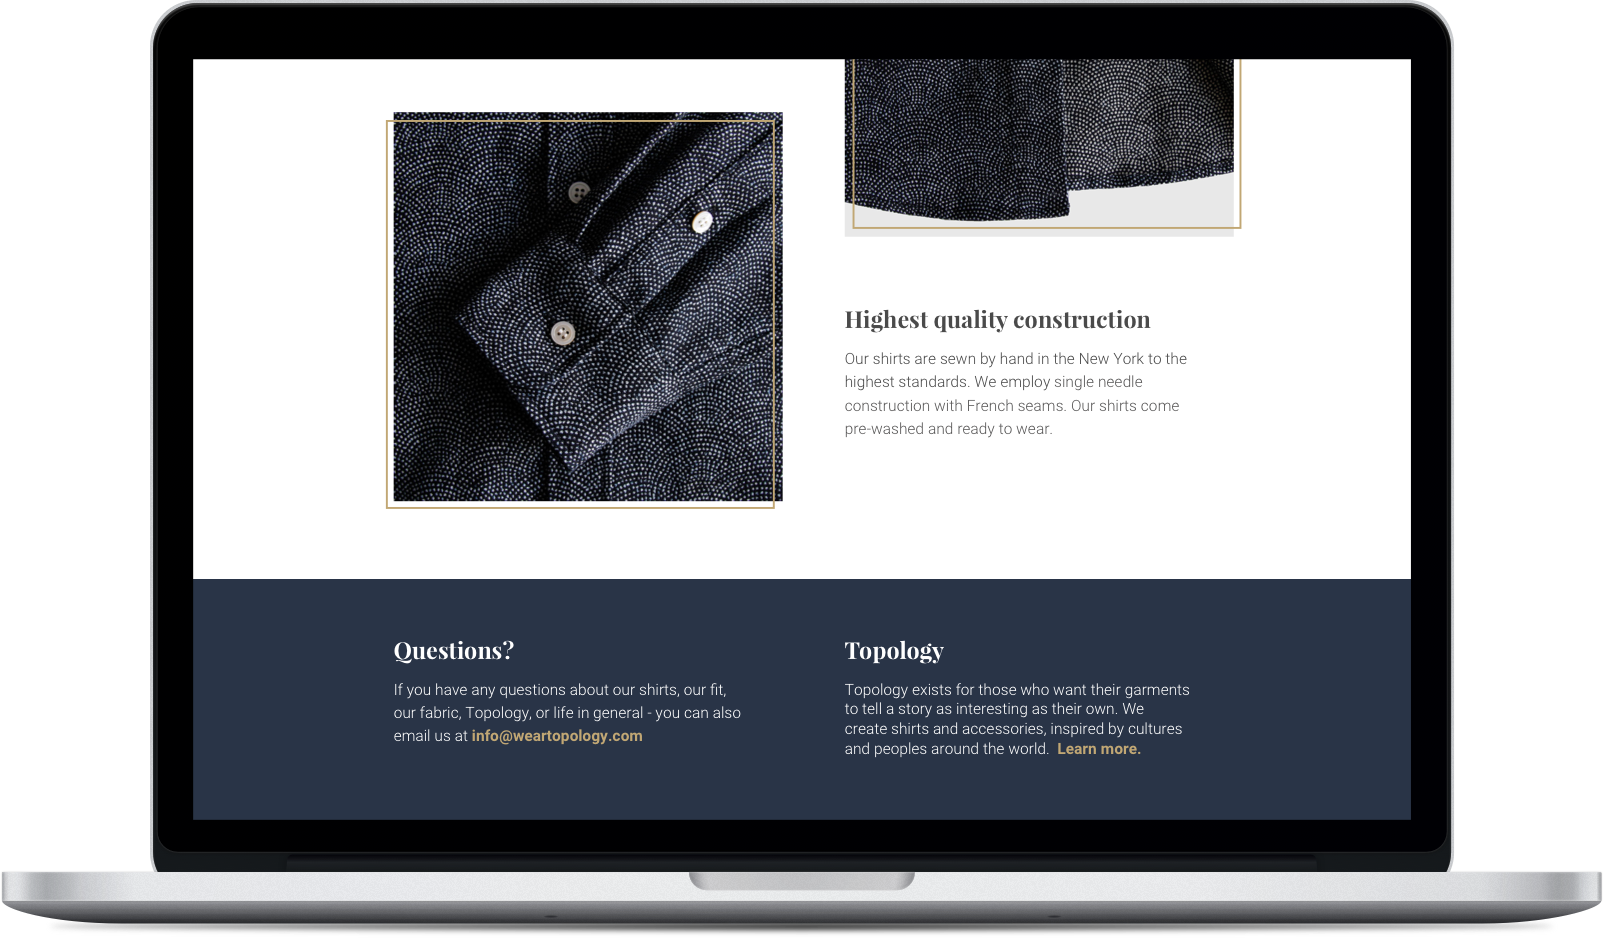 Highest quality construction
Our shirts are sewn by hand in the New York to the
highest standards. We employ single needle
construction with French seams. Our shirts come
pre-washed and ready to wear.
Questions?
If you have any questions about our shirts, our fit,
our fabric, Topology, or life in general - you can also
email us at info@weartopology.com
Topology
Topology exists for those who want their garments
to tell a story as interesting as their own. We
create shirts and accessories, inspired by cultures
and peoples around the world. Learn more.